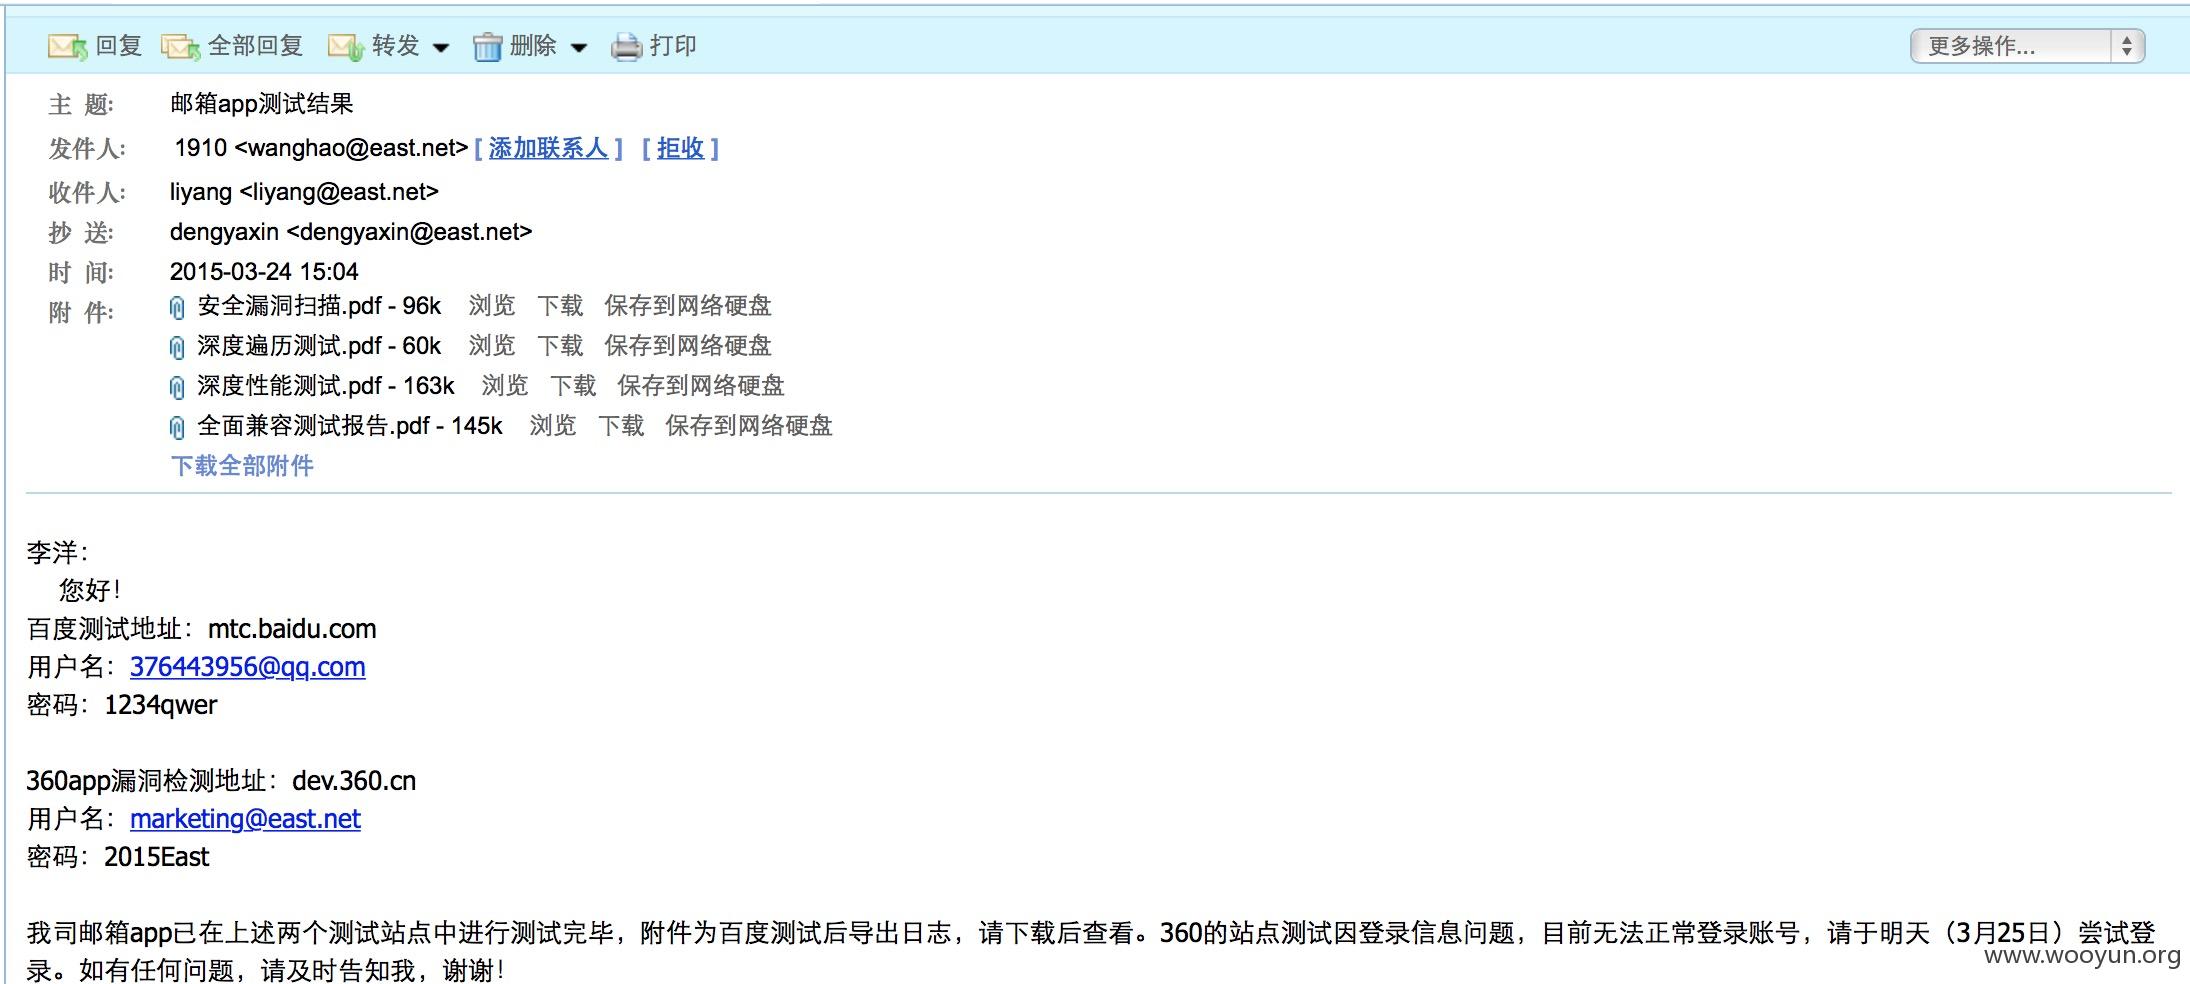 回复 全部回复 转发 删除 打印 更多操作...
主 题: 邮箱app测试结果
发件人: 1910 <wanghao@east.net> [ 添加联系人 ] [ 拒收 ]
收件人: liyang <liyang@east.net>
抄 送: dengyaxin <dengyaxin@east.net>
时 间: 2015-03-24 15:04
附 件: 安全漏洞扫描.pdf - 96k 浏览 下载 保存到网络硬盘
深度遍历测试.pdf - 60k 浏览 下载 保存到网络硬盘
深度性能测试.pdf - 163k 浏览 下载 保存到网络硬盘
全面兼容测试报告.pdf - 145k 浏览 下载 保存到网络硬盘
下载全部附件
李洋：
您好！
百度测试地址：mtc.baidu.com
用户名：376443956@qq.com
密码：1234qwer
360app漏洞检测地址：dev.360.cn
用户名：marketing@east.net
密码：2015East
我司邮箱app已在上述两个测试站点中进行测试完毕，附件为百度测试后导出日志，请下载后查看。360的站点测试因登录信息问题，目前无法正常登录账号，请于明天（3月25日）尝试登
录。如有任何问题，请及时告知我，谢谢！
www.wooyun.org